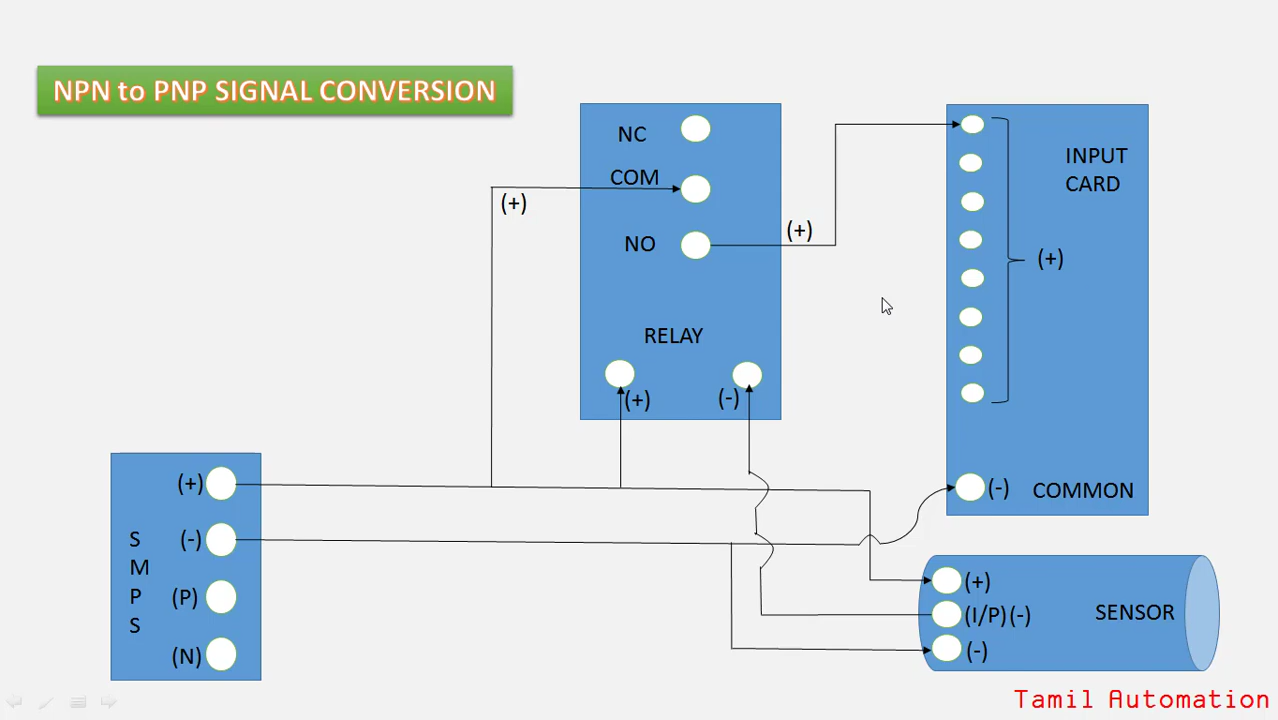 NPN to PNP SIGNAL CONVERSION
NC
COM
NO
(+)
(+)
RELAY
(+)
(-)
INPUT
CARD
(+)
(-)
COMMON
(+)
(-)
(P)
(N)
S
M
P
S
(+)
(I/P)(-)
(-)
SENSOR
Tamil Automation